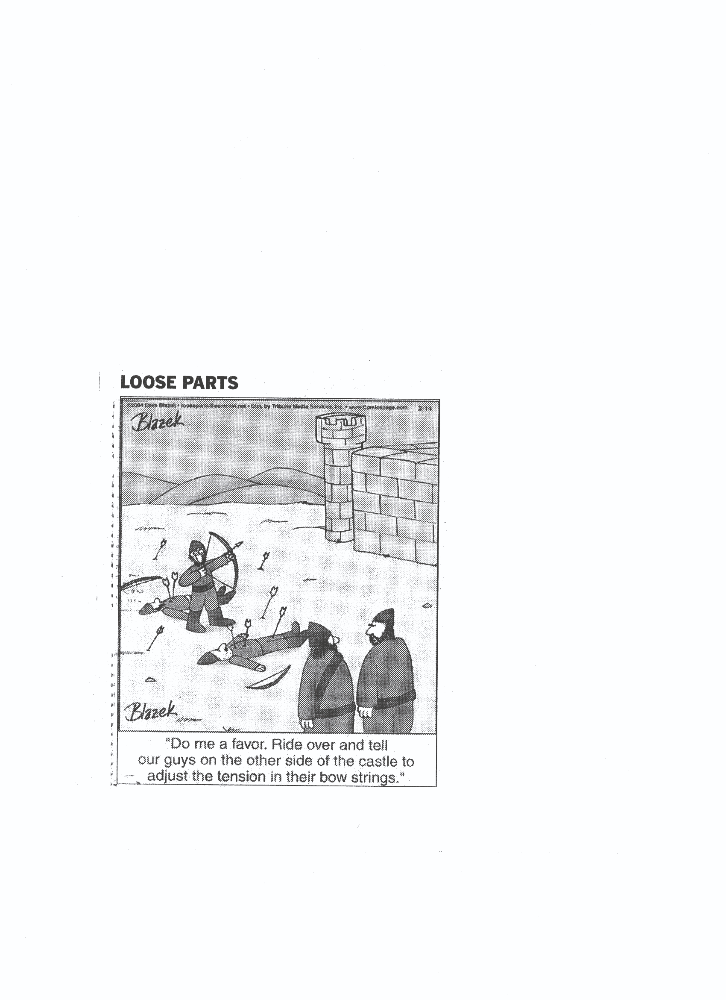 LOOSE PARTS
©2004 Dave Blazek • looseparts@comcast.net • Dist. by Tribune Media Services, Inc. • www.Comicspage.com 2-14
Blazek
Blazek
"Do me a favor. Ride over and tell
our guys on the other side of the castle to
adjust the tension in their bow strings."